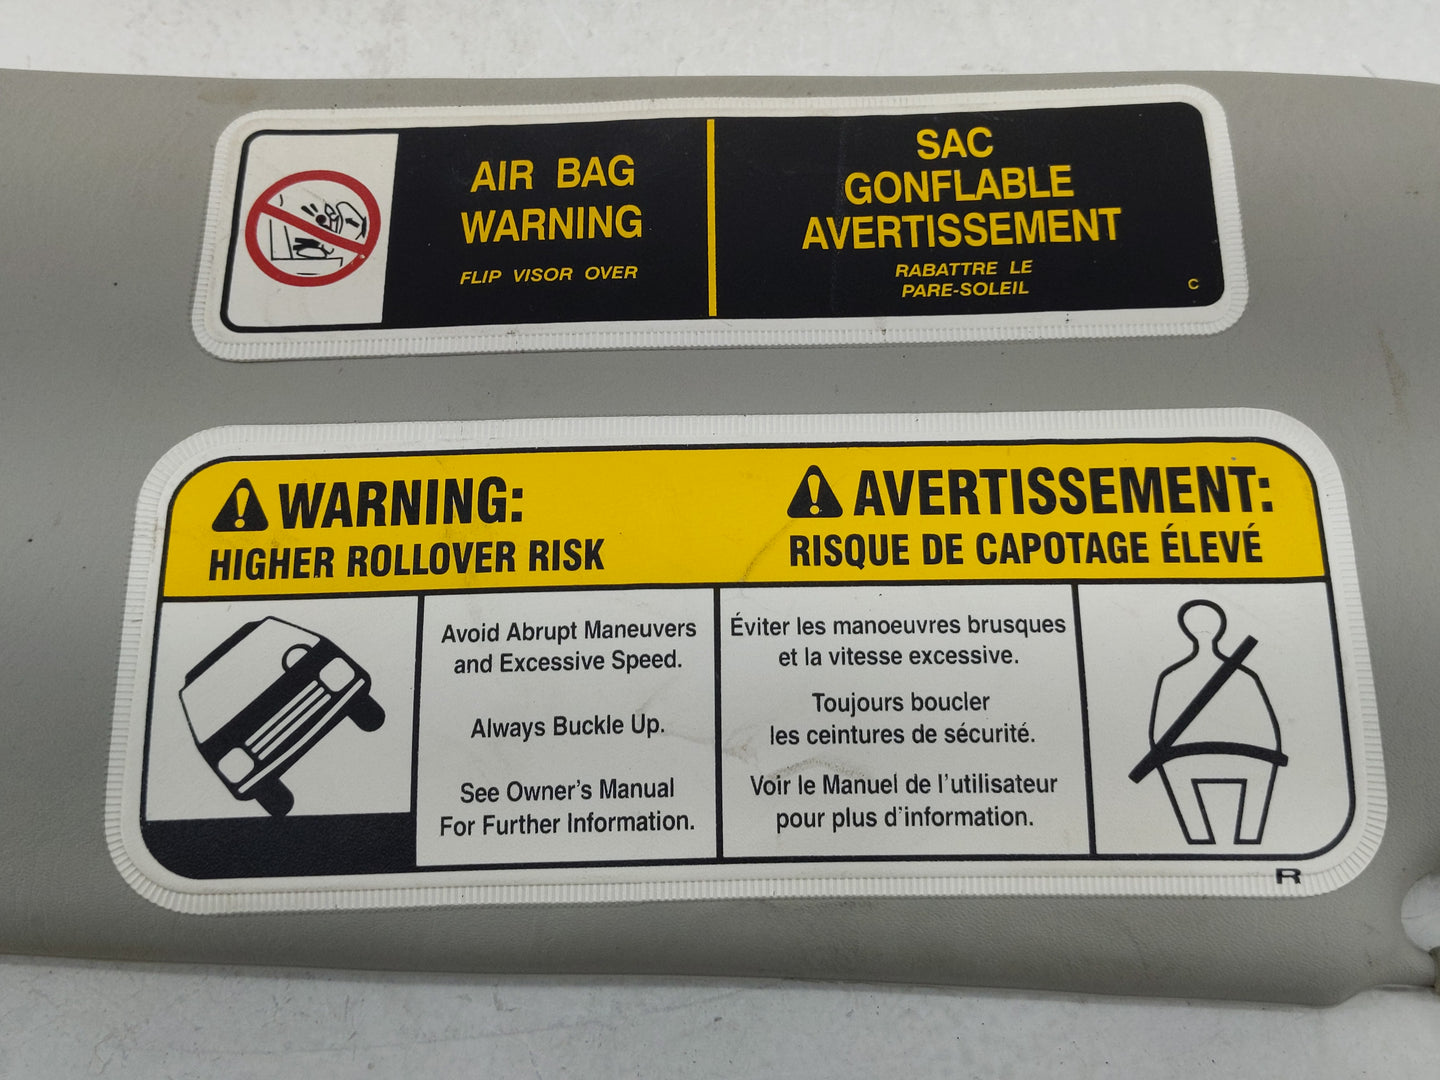 AIR BAG
WARNING
FLIP VISOR OVER
SAC
GONFLABLE
AVERTISSEMENT
RABATTRE LE
PARE-SOLEIL
C
WARNING:
HIGHER ROLLOVER RISK
AVERTISSEMENT:
RISQUE DE CAPOTAGE ÉLEVÉ
Avoid Abrupt Maneuvers
and Excessive Speed.
Always Buckle Up.
See Owner's Manual
For Further Information.
Éviter les manoeuvres brusques
et la vitesse excessive.
Toujours boucler
les ceintures de sécurité.
Voir le Manuel de l'utilisateur
pour plus d'information.
R